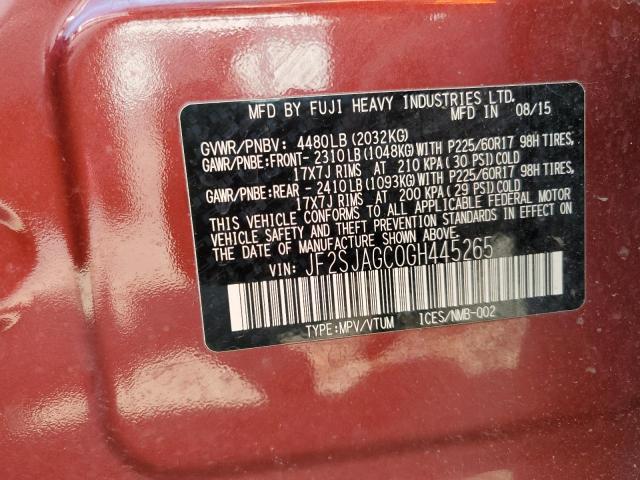 MFD BY FUJI HEAVY INDUSTRIES LTD.
MFD IN 08/15
GVWR/PNBV: 4480LB (2032KG)
GAWR/PNBE:FRONT- 2310LB (1048KG)WITH P225/60R17 98H TIRES,
17X7J RIMS AT 210 KPA (30 PSI) COLD
GAWR/PNBE:REAR - 2410LB (1093KG)WITH P225/60R17 98H TIRES,
17X7J RIMS AT 200 KPA (29 PSI) COLD
THIS VEHICLE CONFORMS TO ALL APPLICABLE FEDERAL MOTOR
VEHICLE SAFETY AND THEFT PREVENTION STANDARDS IN EFFECT ON
THE DATE OF MANUFACTURE SHOWN ABOVE.
VIN: JF2SJAGC0GH445265
TYPE:MPV/VTUM ICES/NMB-002